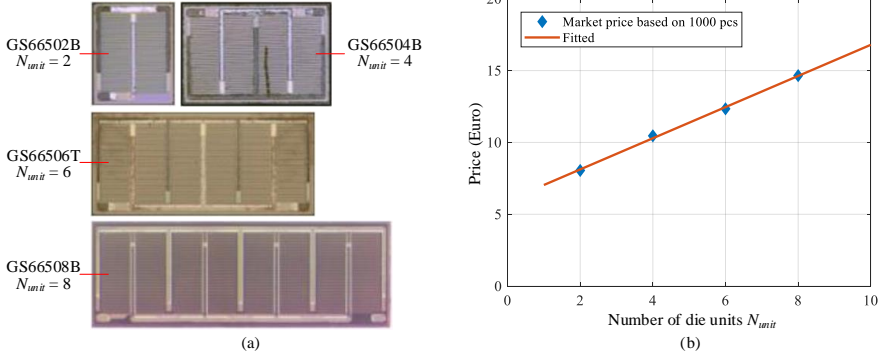 GS66502B
N_unit = 2
GS66504B
N_unit = 4
GS66506T
N_unit = 6
GS66508B
N_unit = 8
(a)
20
15
10
5
0
Price (Euro)
Market price based on 1000 pcs
Fitted
0 2 4 6 8 10
Number of die units N_unit
(b)